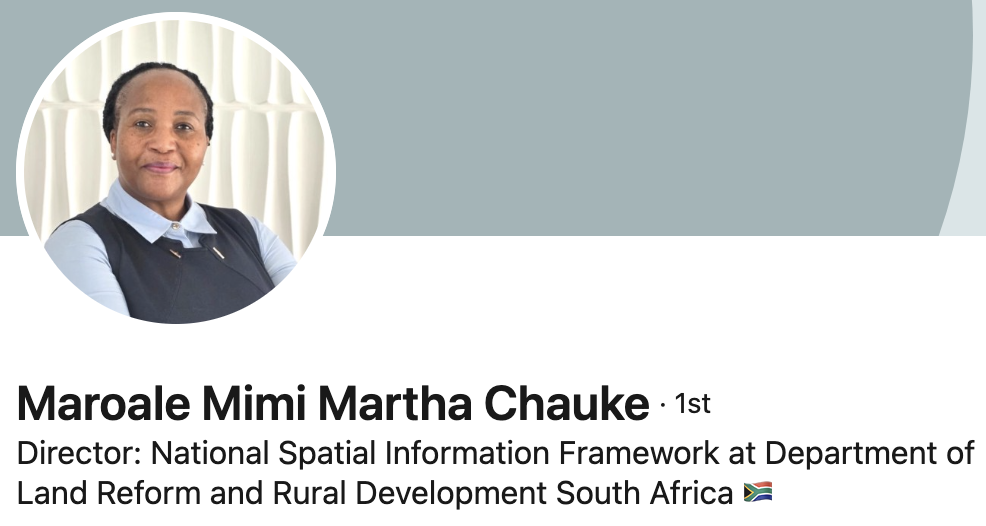 Maroale Mimi Martha Chauke · 1st
Director: National Spatial Information Framework at Department of
Land Reform and Rural Development South Africa 🇿🇦